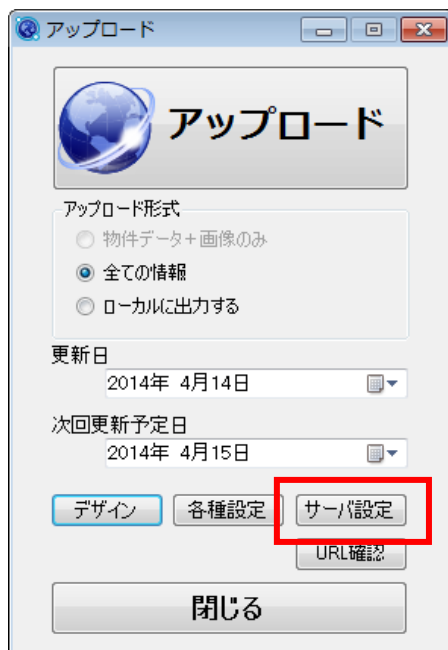 アップロード
アップロード
アップロード形式
物件データ+画像のみ
全ての情報
ローカルに出力する
更新日
2014年 4月14日
次回更新予定日
2014年 4月15日
デザイン 各種設定 サーバ設定
URL確認
閉じる